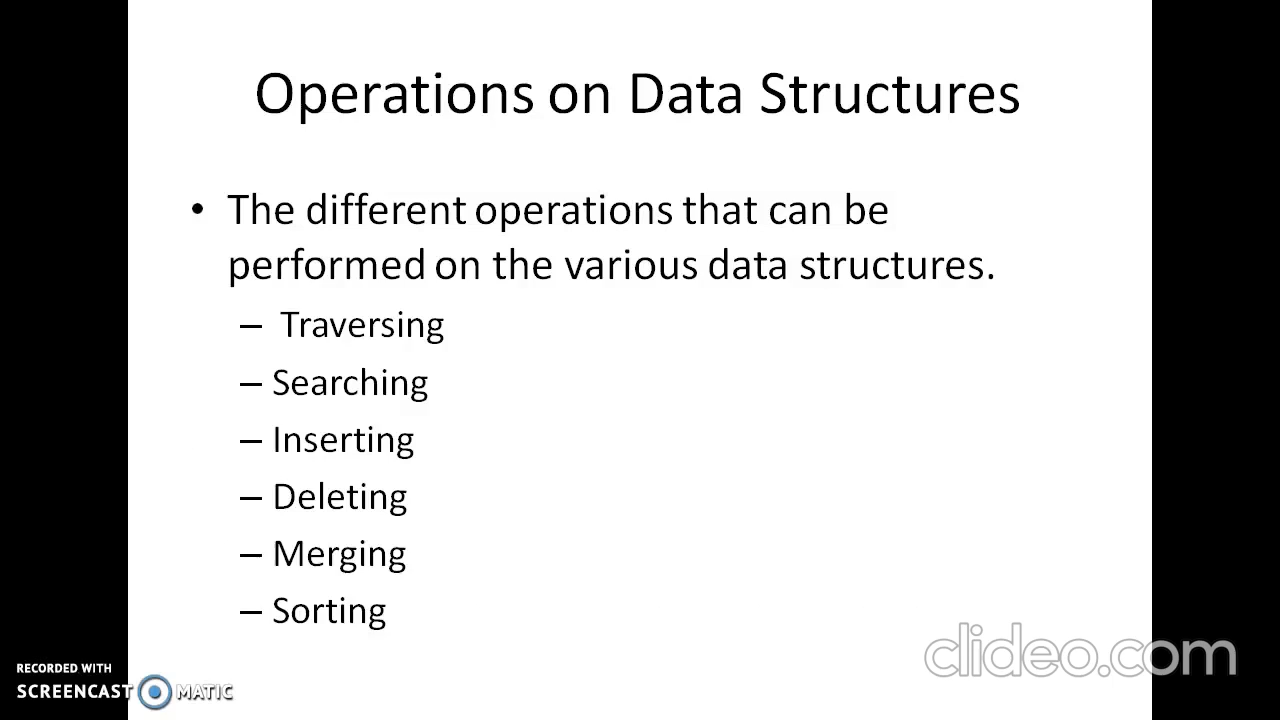 Operations on Data Structures
• The different operations that can be
performed on the various data structures.
– Traversing
– Searching
– Inserting
– Deleting
– Merging
– Sorting
clideo.com
RECORDED WITH
SCREENCAST MATIC